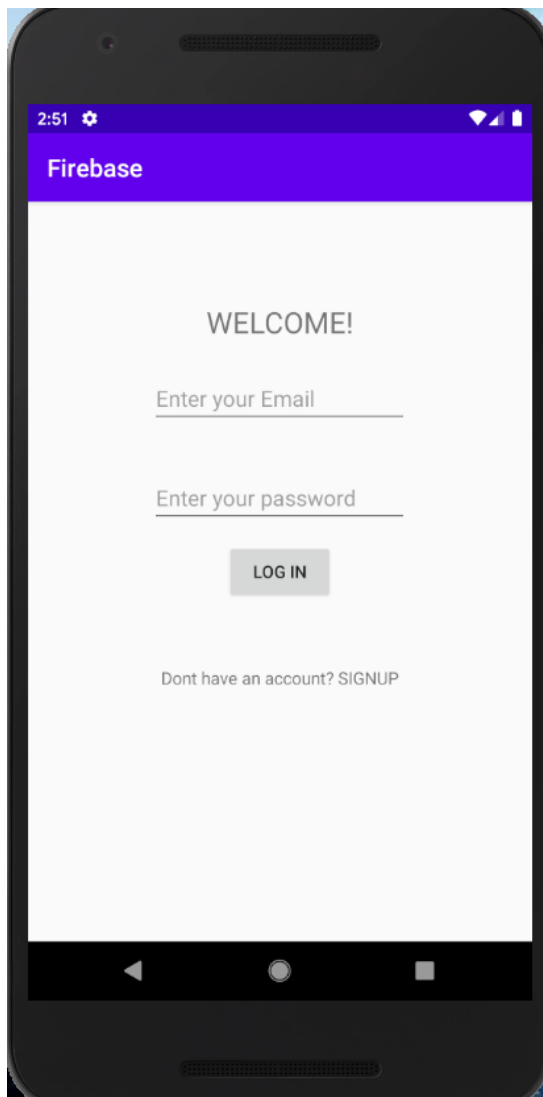 2:51
Firebase
WELCOME!
Enter your Email
Enter your password
LOG IN
Dont have an account? SIGNUP